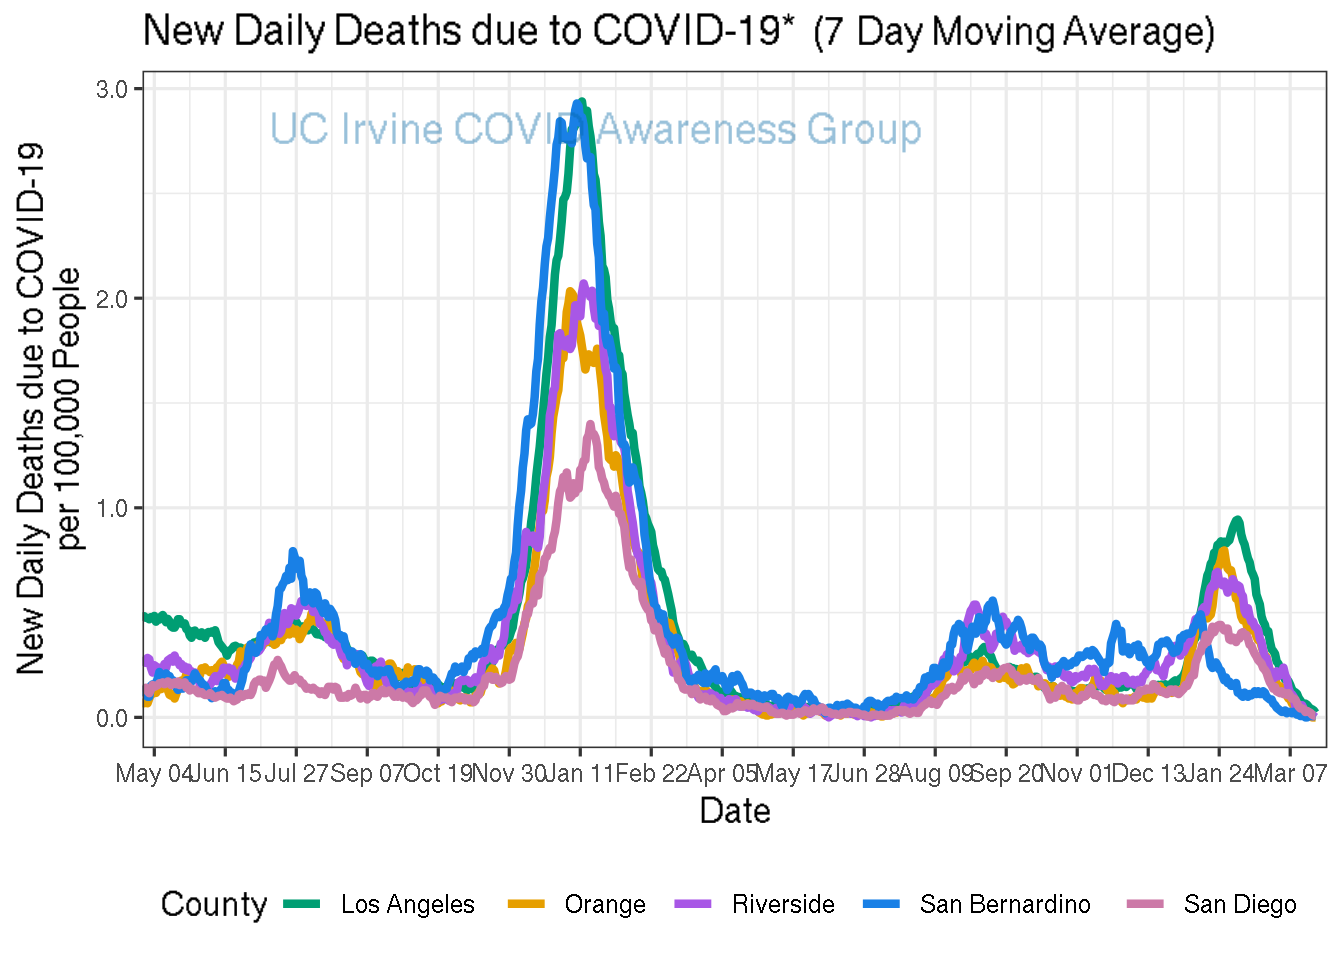 New Daily Deaths due to COVID-19* (7 Day Moving Average)
UC Irvine COVID Awareness Group
New Daily Deaths due to COVID-19
per 100,000 People
3.0
2.0
1.0
0.0
May 04 Jun 15 Jul 27 Sep 07 Oct 19 Nov 30 Jan 11 Feb 22 Apr 05 May 17 Jun 28 Aug 09 Sep 20 Nov 01 Dec 13 Jan 24 Mar 07
Date
County Los Angeles Orange Riverside San Bernardino San Diego